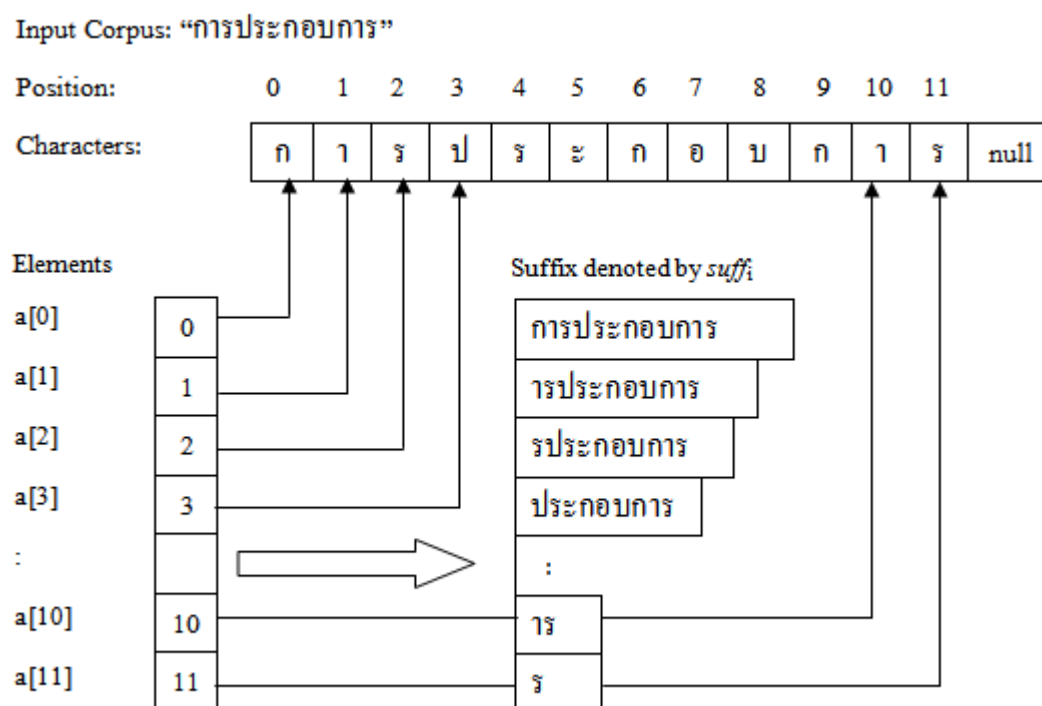 Input Corpus: “การประกอบการ”
Position: 0 1 2 3 4 5 6 7 8 9 10 11
Characters: ก า ร ป ร ะ ก อ บ ก า ร null
Elements
Suffix denoted by suffi
a[0] 0 การประกอบการ
a[1] 1 ารประกอบการ
a[2] 2 รประกอบการ
a[3] 3 ประกอบการ
: :
a[10] 10 าร
a[11] 11 ร